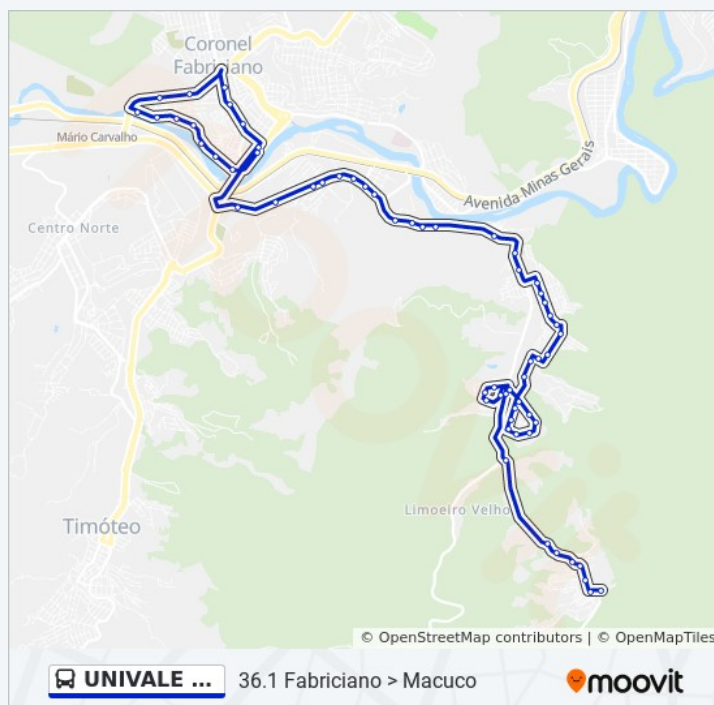 Coronel
Fabriciano
Mário Carvalho
Avenida Minas Gerais
Centro Norte
Limoeiro Velho
Timóteo
© OpenStreetMap contributors | © OpenMapTiles
UNIVALE ...
36.1 Fabriciano > Macuco
moovit